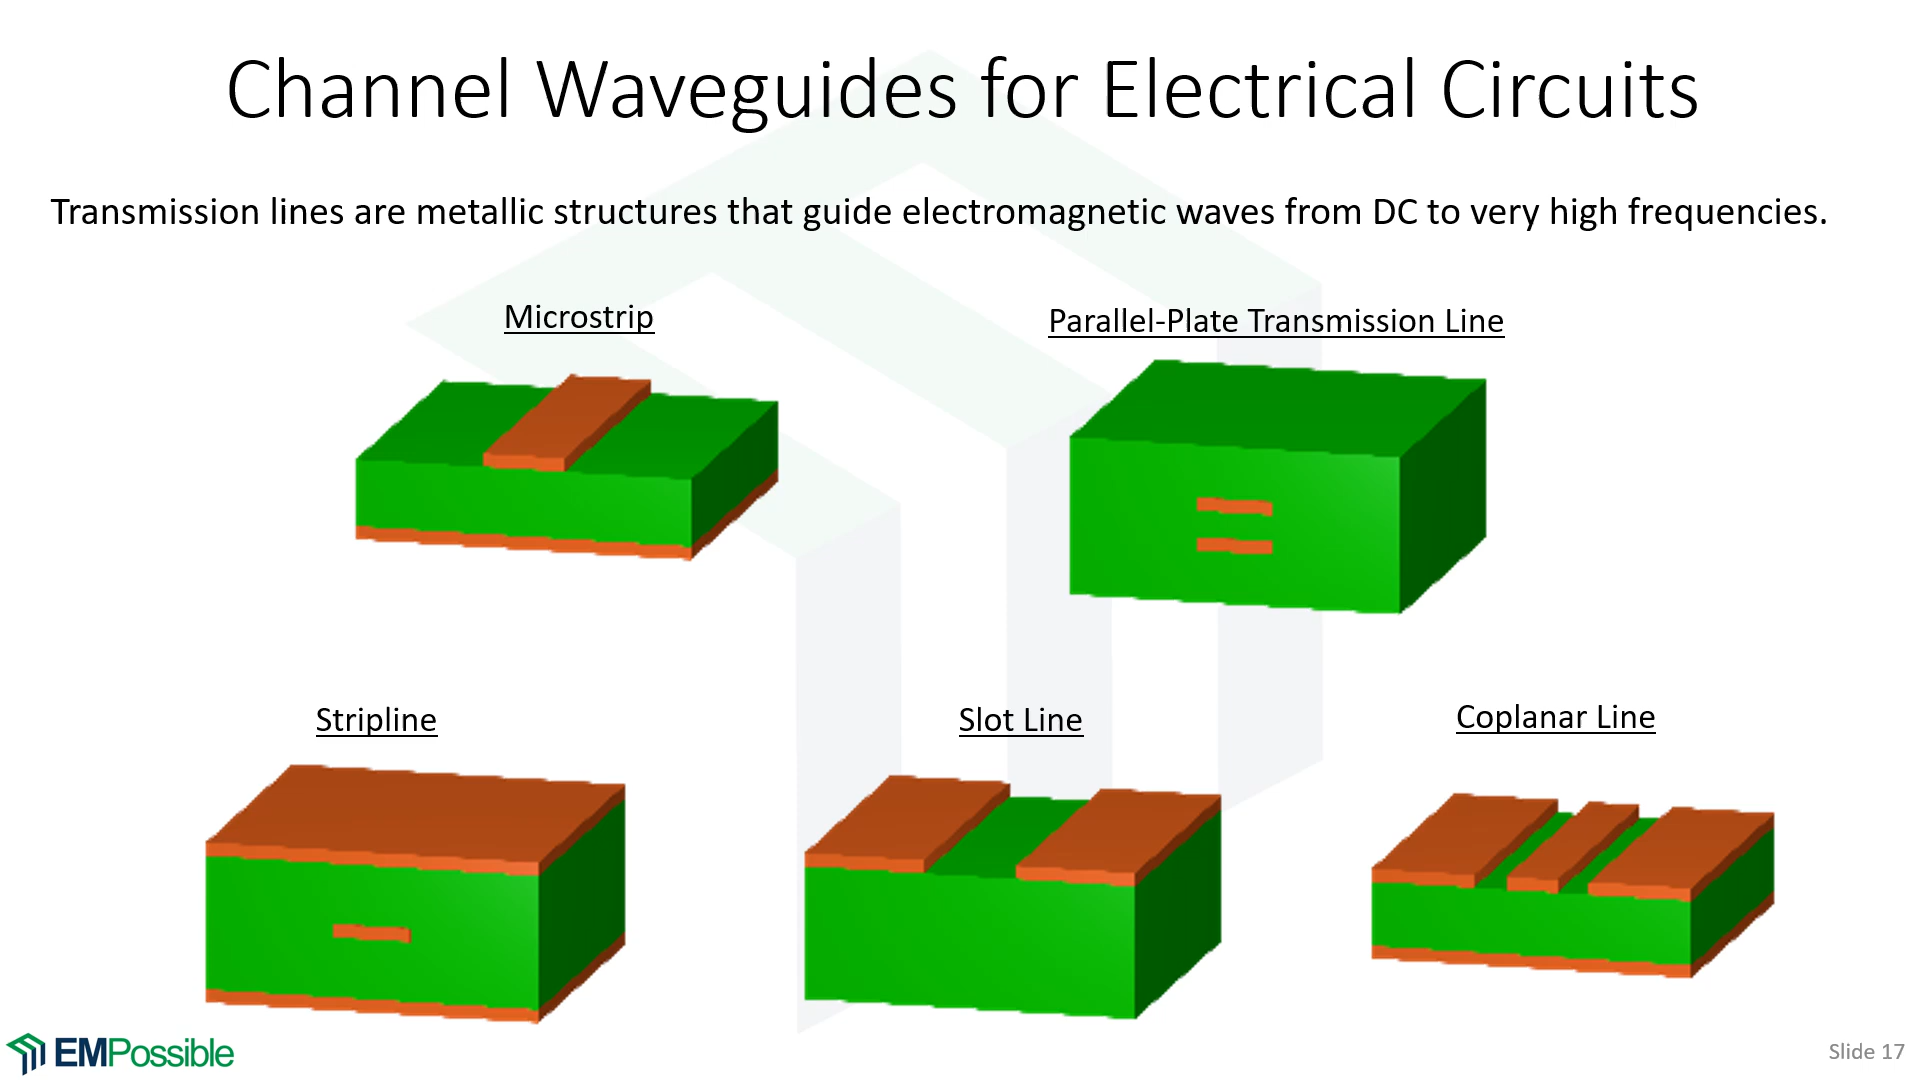 Channel Waveguides for Electrical Circuits
Transmission lines are metallic structures that guide electromagnetic waves from DC to very high frequencies.
Microstrip
Parallel-Plate Transmission Line
Stripline
Slot Line
Coplanar Line
EMPossible
Slide 17